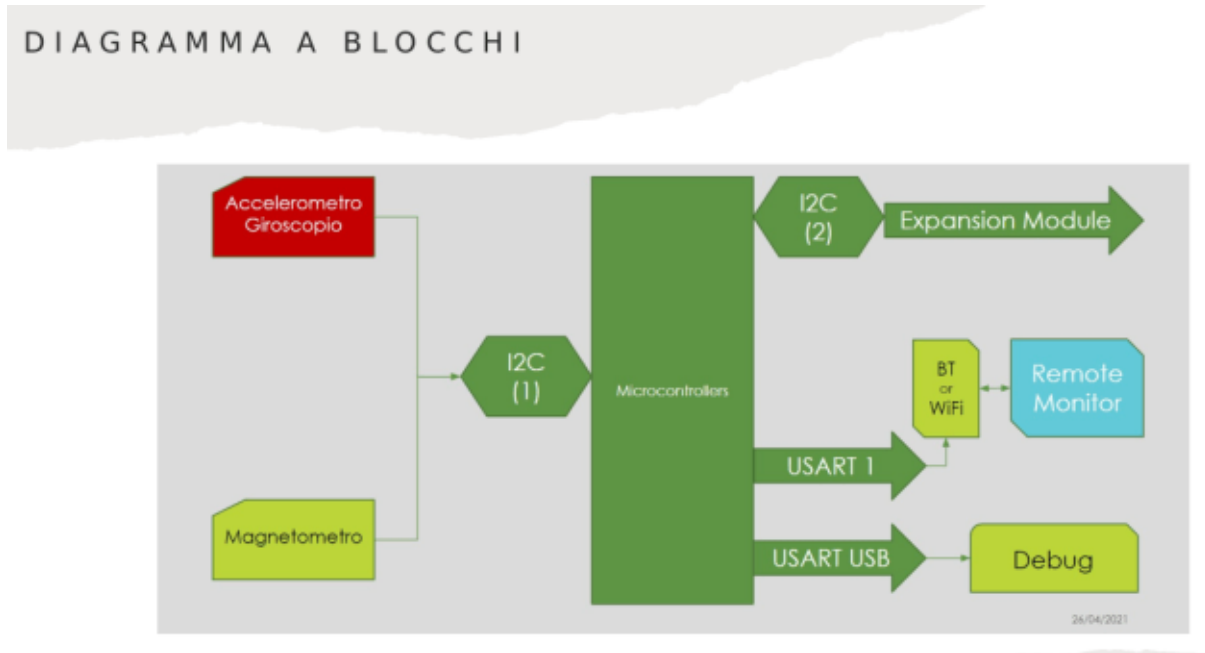 DIAGRAMMA A BLOCCHI
Accelerometro
Giroscopio
I2C
(1)
Magnetometro
Microcontrollers
I2C
(2)
Expansion Module
BT
or
WiFi
Remote
Monitor
USART 1
USART USB
Debug
26/04/2021